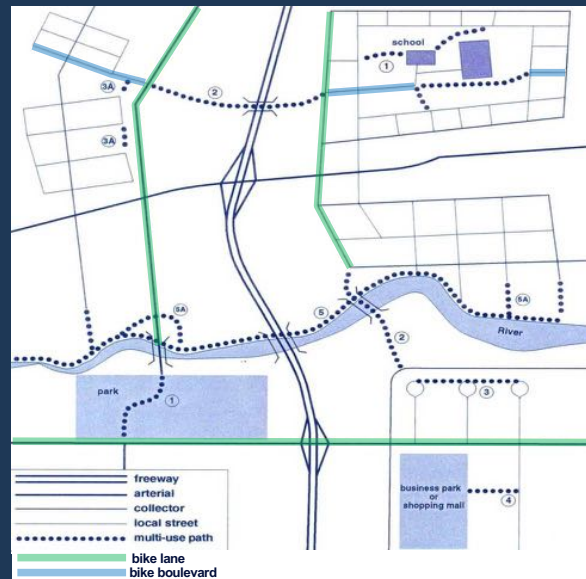 school
1
2
3A
3A
5A
5
5A
River
2
park
1
3
business park
or
shopping mall
4
freeway
arterial
collector
local street
multi-use path
bike lane
bike boulevard